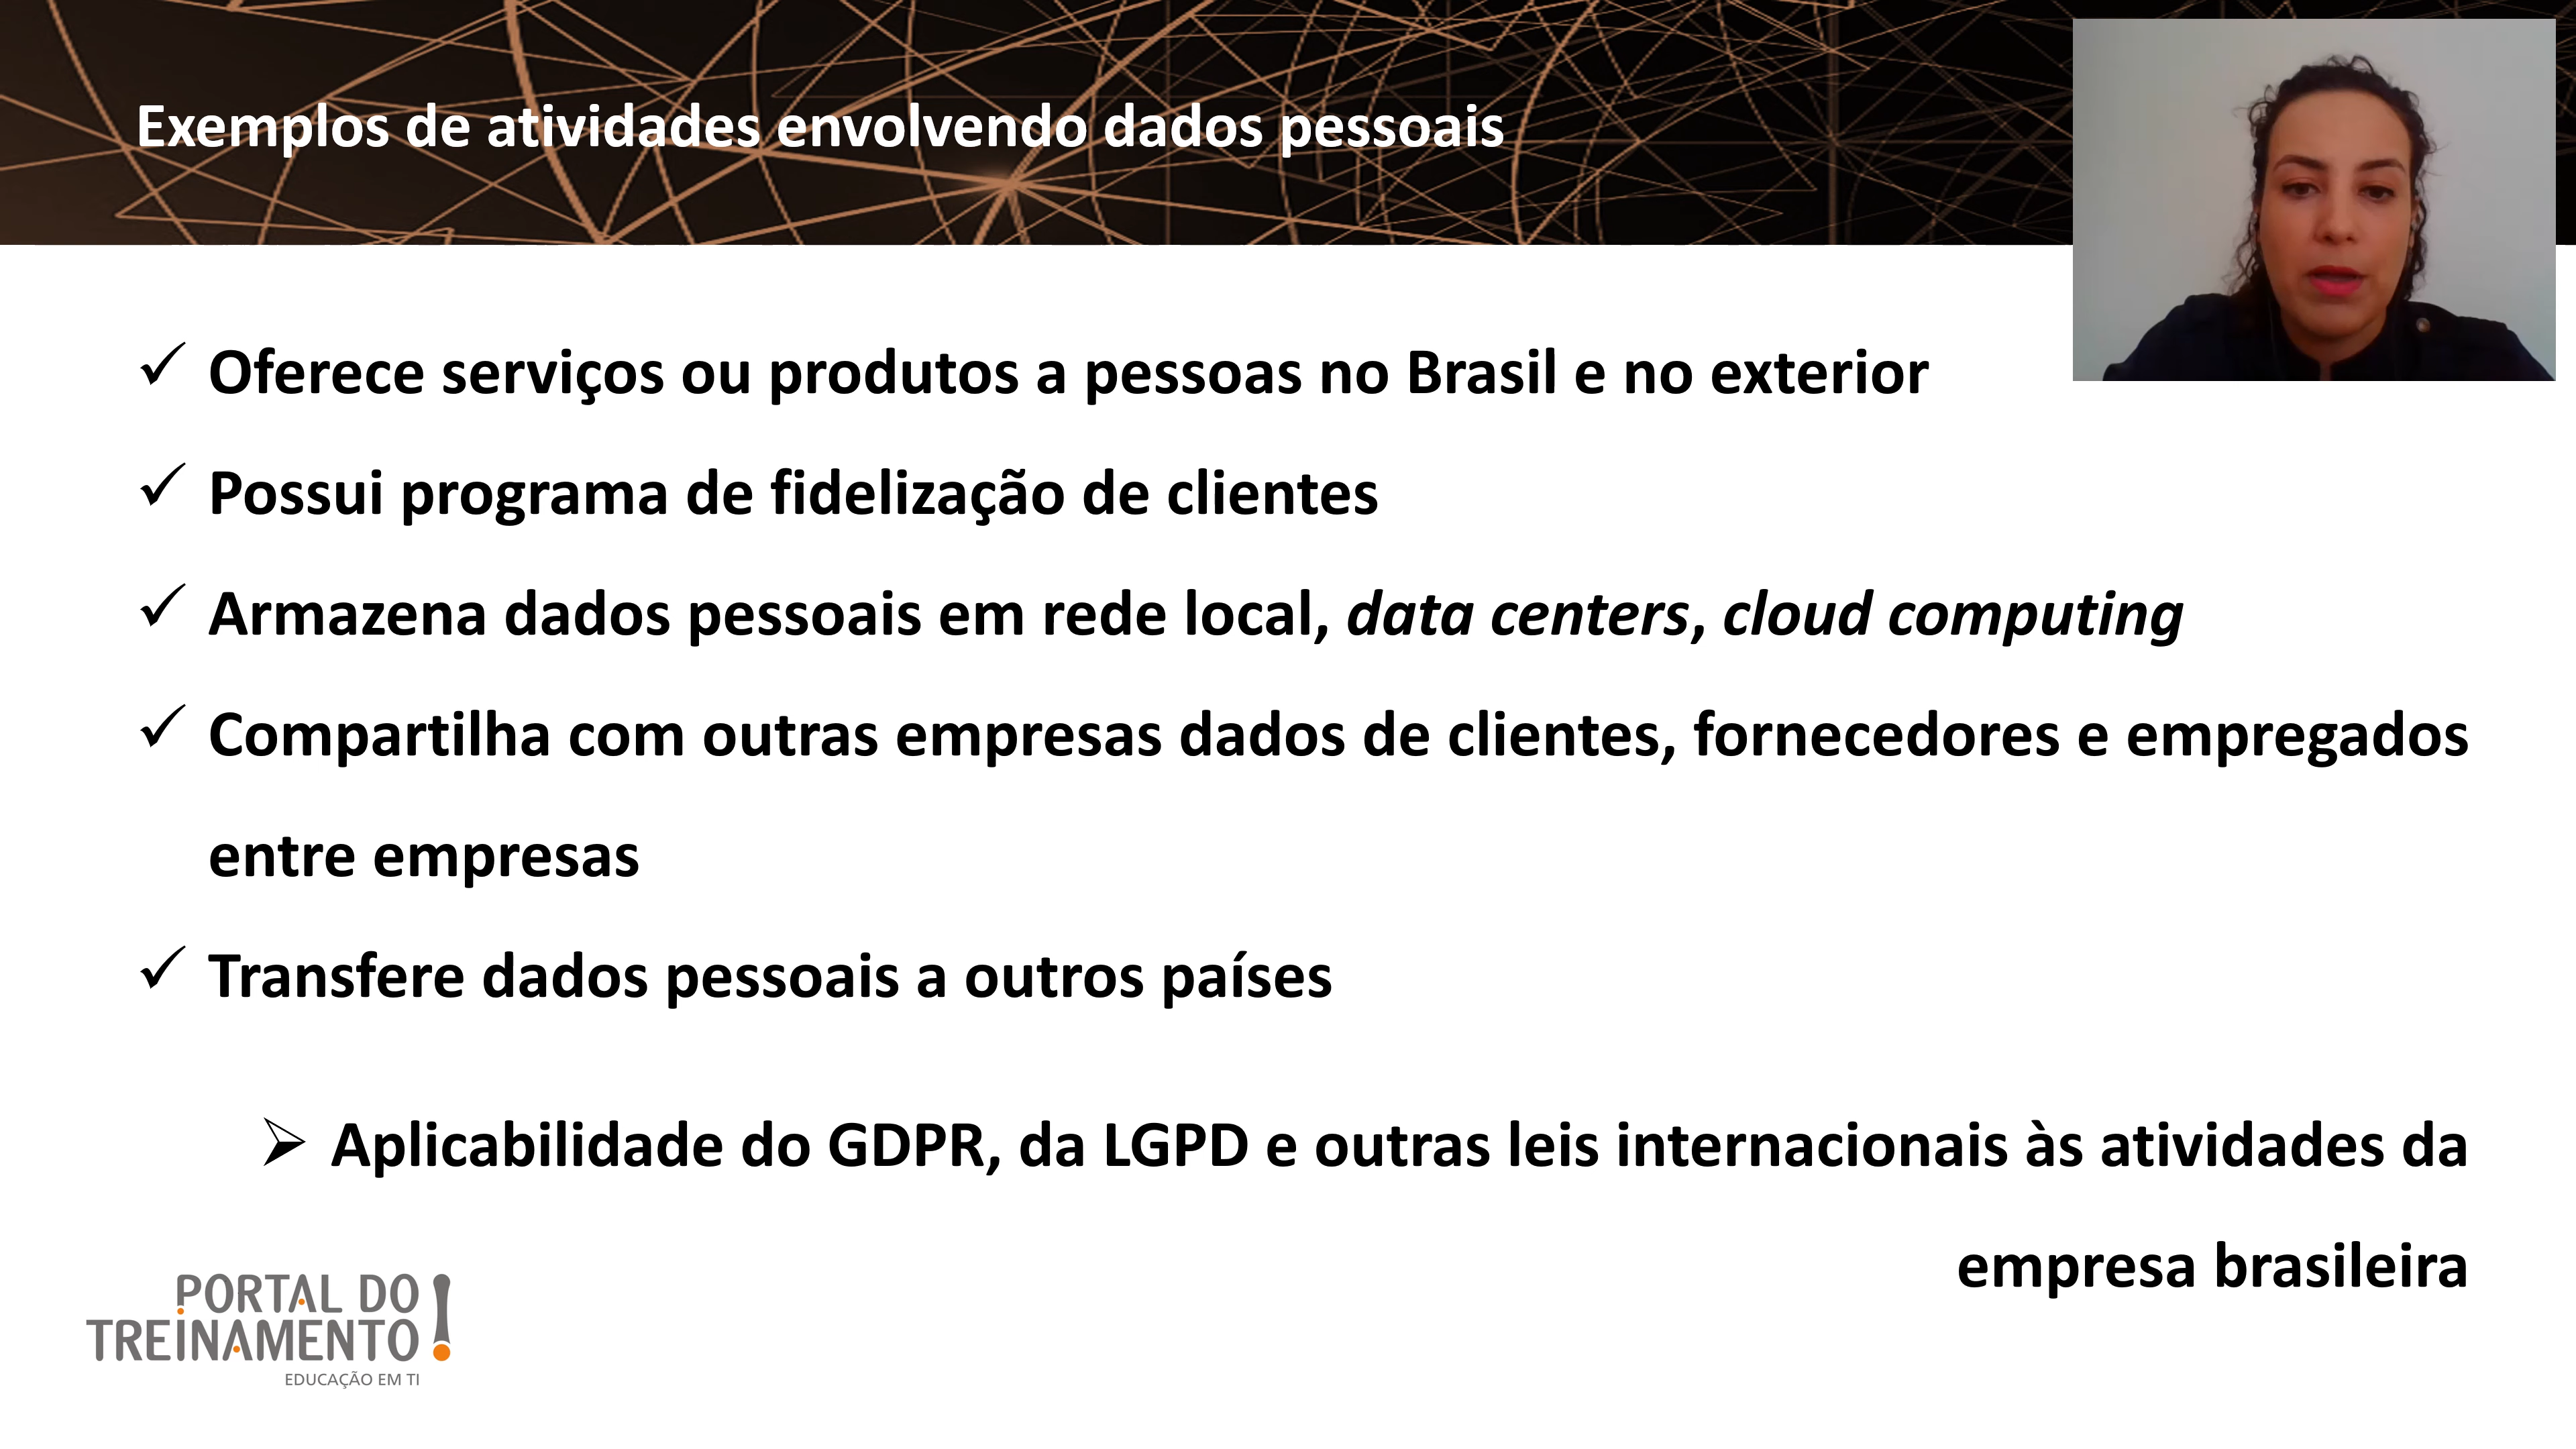 Exemplos de atividades envolvendo dados pessoais
✓ Oferece serviços ou produtos a pessoas no Brasil e no exterior
✓ Possui programa de fidelização de clientes
✓ Armazena dados pessoais em rede local, data centers, cloud computing
✓ Compartilha com outras empresas dados de clientes, fornecedores e empregados
entre empresas
✓ Transfere dados pessoais a outros países
➢ Aplicabilidade do GDPR, da LGPD e outras leis internacionais às atividades da
empresa brasileira
PORTAL DO
TREINAMENTO!
EDUCAÇÃO EM TI